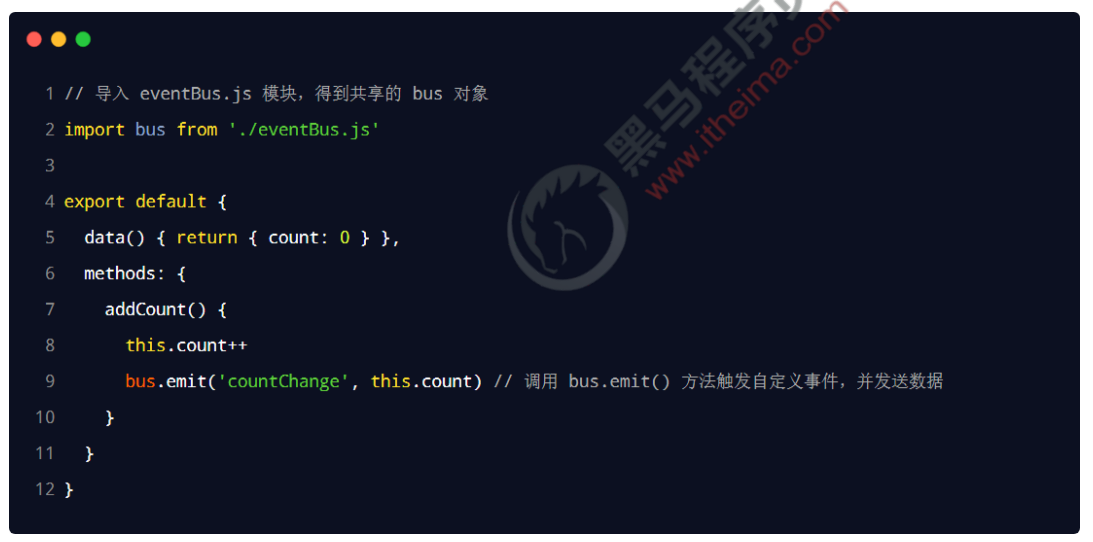 黑马程序员
www.itheima.com
1 // 导入 eventBus.js 模块，得到共享的 bus 对象
2 import bus from './eventBus.js'
3
4 export default {
5   data() { return { count: 0 } },
6   methods: {
7     addCount() {
8       this.count++
9       bus.emit('countChange', this.count) // 调用 bus.emit() 方法触发自定义事件，并发送数据
10     }
11   }
12 }